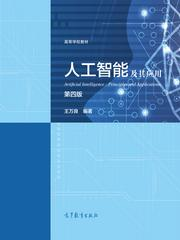 高等学校教材
人工智能及其应用
Artificial Intelligence: Principles and Applications
第四版
王万良 编著
高等教育出版社